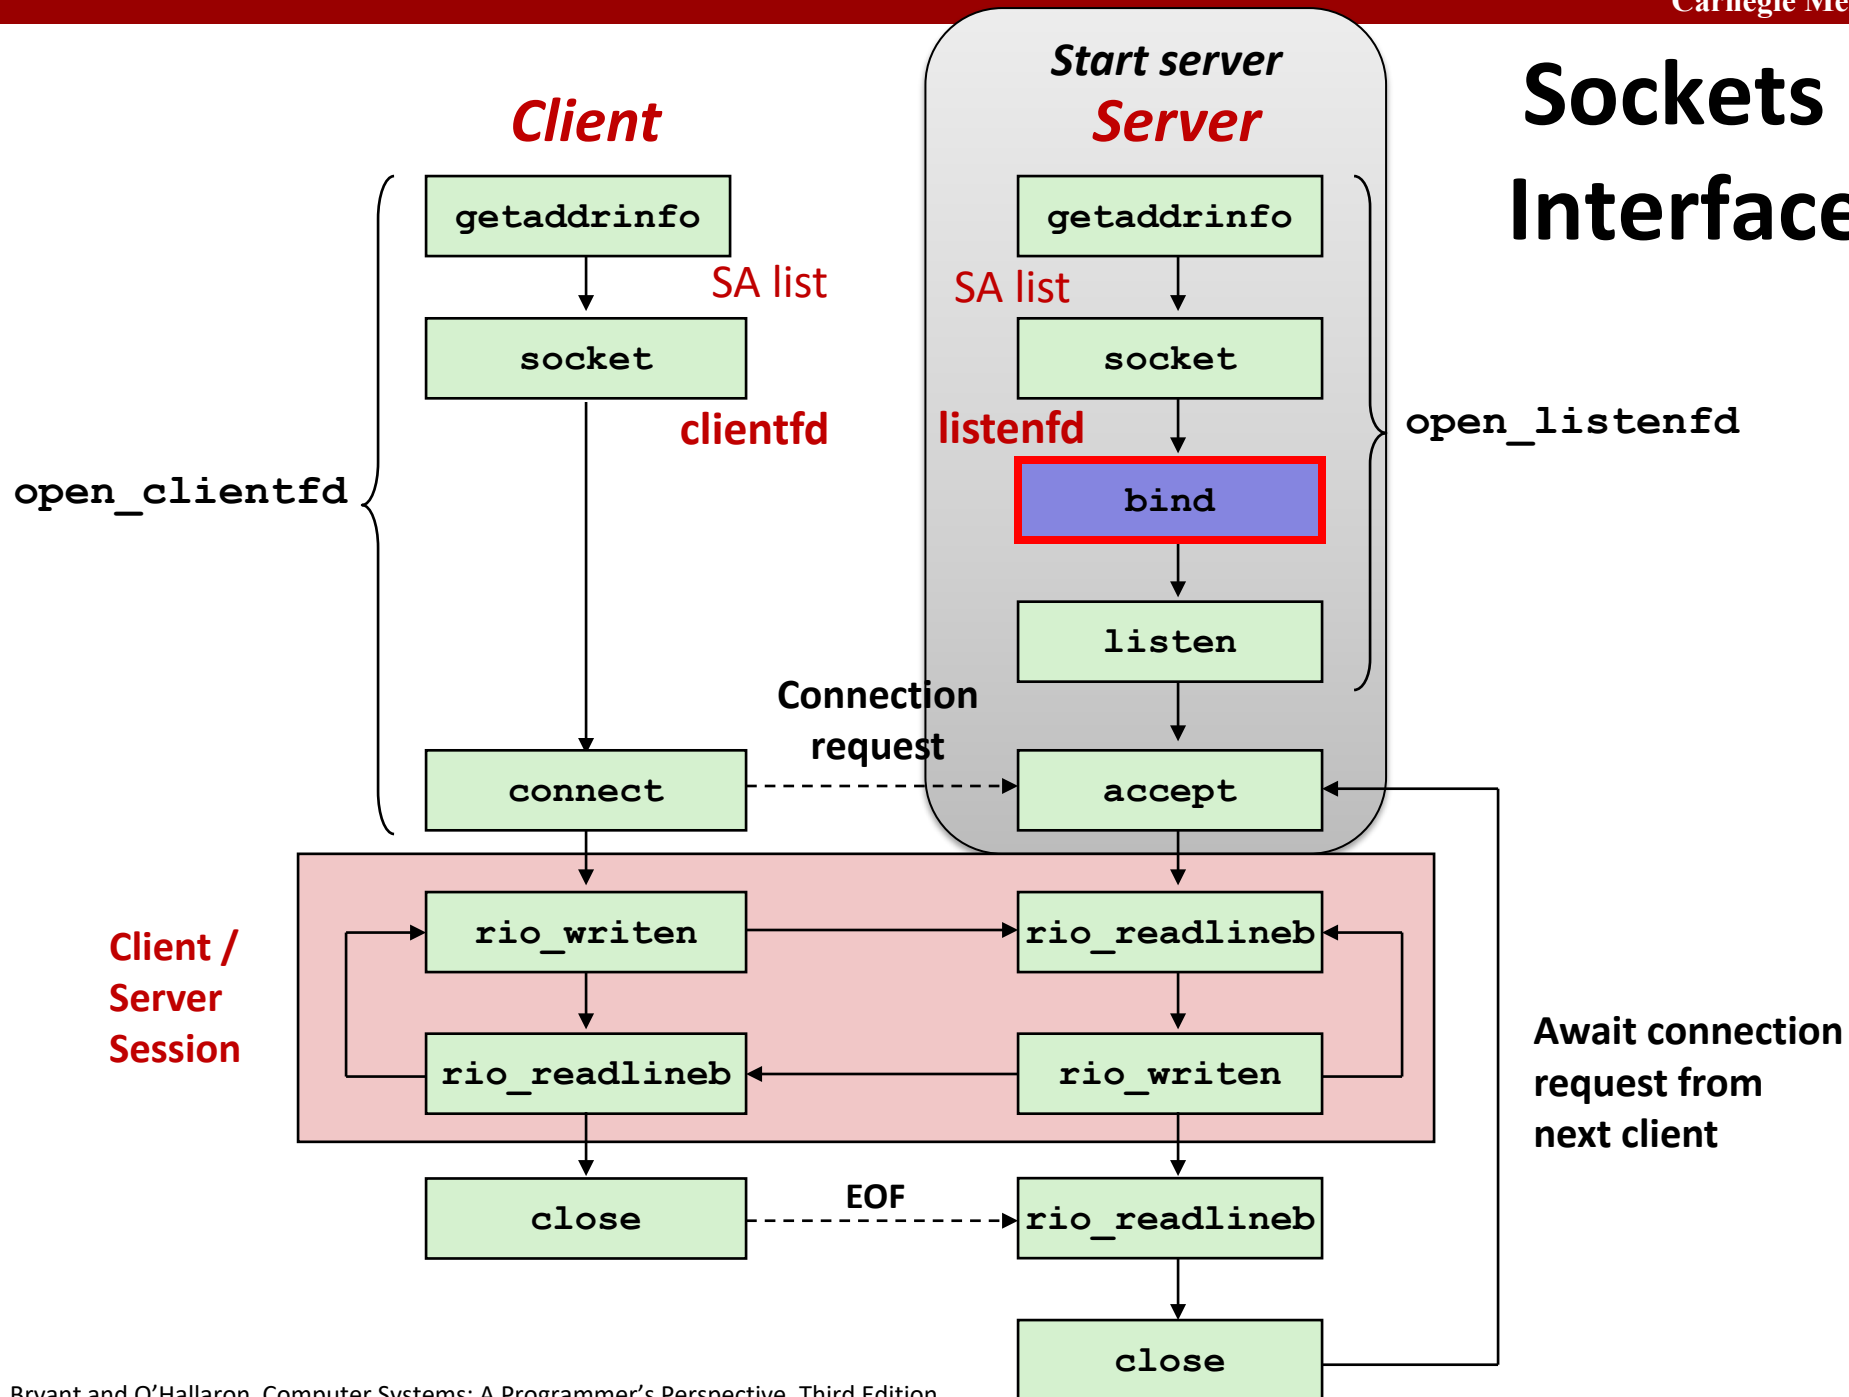 Carnegie Me
Start server
Sockets
Interface
Client
Server
getaddrinfo
getaddrinfo
SA list
SA list
socket
socket
clientfd
listenfd
open_listenfd
open_clientfd
bind
listen
Connection
request
connect
accept
Client /
Server
Session
rio_writen
rio_readlineb
rio_readlineb
rio_writen
Await connection
request from
next client
close
EOF
rio_readlineb
close
Bryant and O'Hallaron, Computer Systems: A Programmer's Perspective, Third Edition